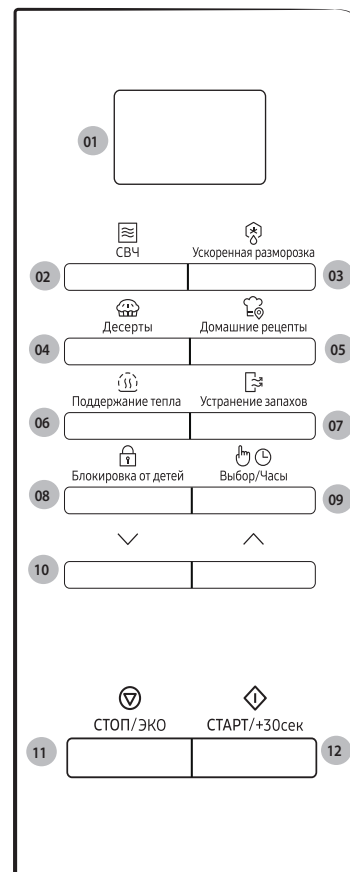 01
СВЧ
Ускоренная разморозка
02
03
Десерты
Домашние рецепты
04
05
Поддержание тепла
Устранение запахов
06
07
Блокировка от детей
Выбор/Часы
08
09
10
СТОП/ЭКО
СТАРТ/+30сек
11
12